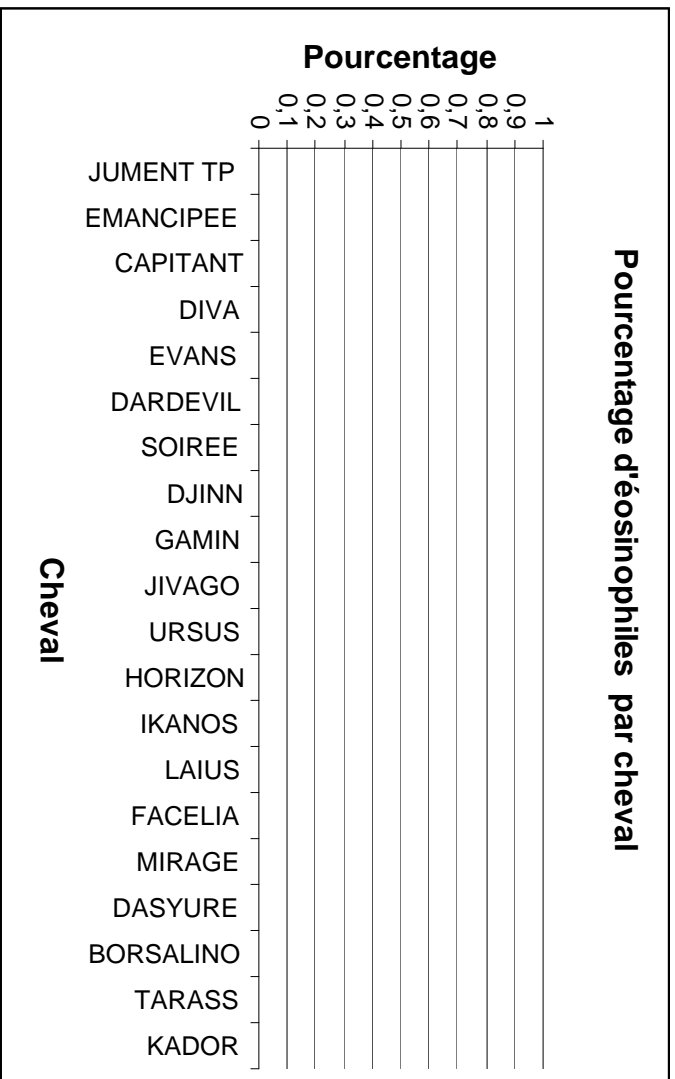 Pourcentage d'éosinophiles par cheval
Pourcentage
1
0,9
0,8
0,7
0,6
0,5
0,4
0,3
0,2
0,1
0
JUMENT TP
EMANCIPEE
CAPITANT
DIVA
EVANS
DARDEVIL
SOIREE
DJINN
GAMIN
JIVAGO
URSUS
HORIZON
IKANOS
LAIUS
FACELIA
MIRAGE
DASYURE
BORSALINO
TARASS
KADOR
Cheval